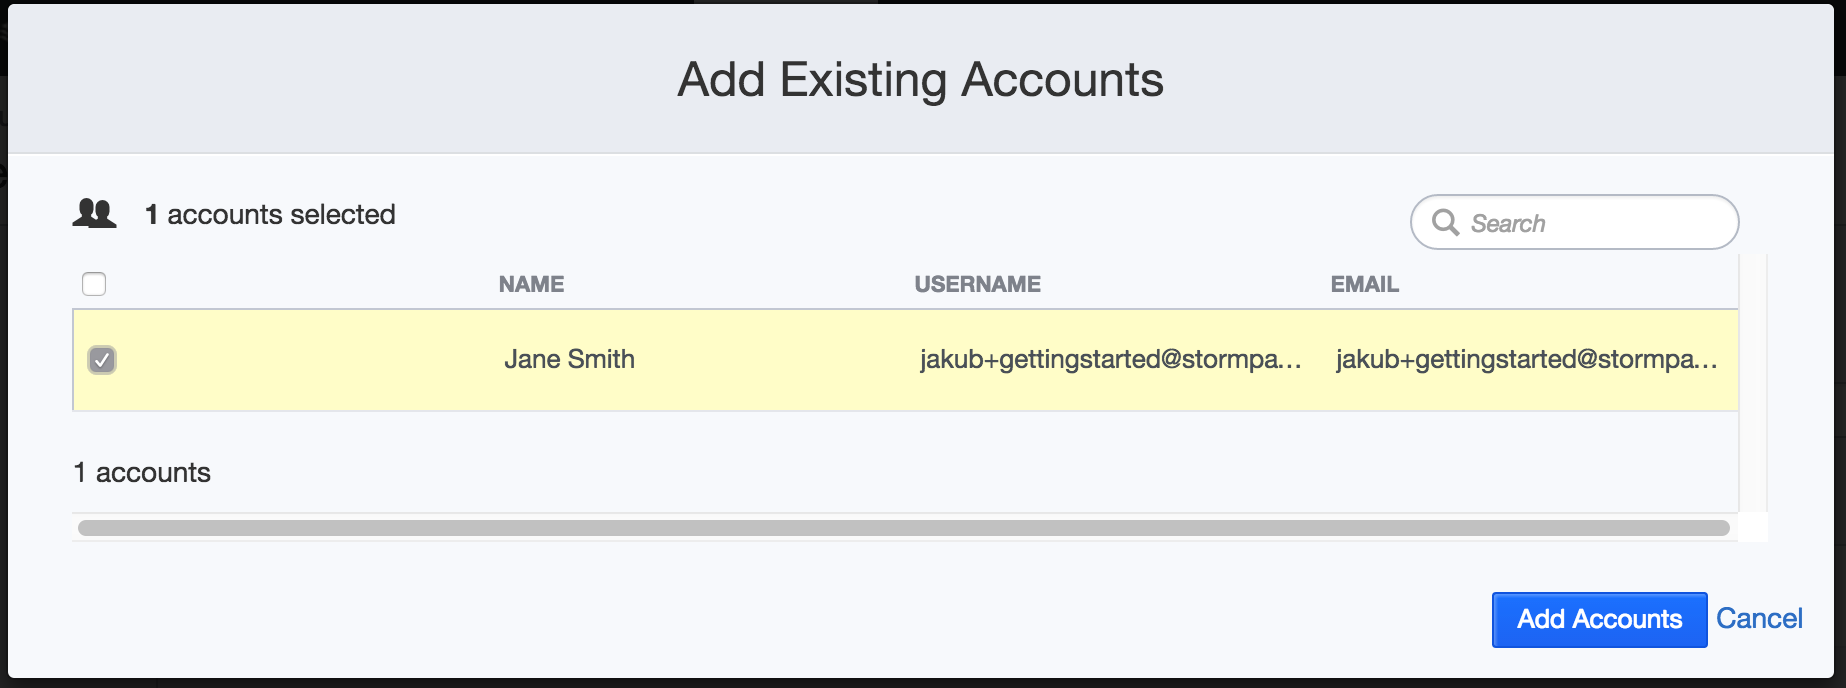 Add Existing Accounts
1 accounts selected
Search
NAME USERNAME EMAIL
Jane Smith jakub+gettingstarted@stormpa... jakub+gettingstarted@stormpa...
1 accounts
Add Accounts Cancel